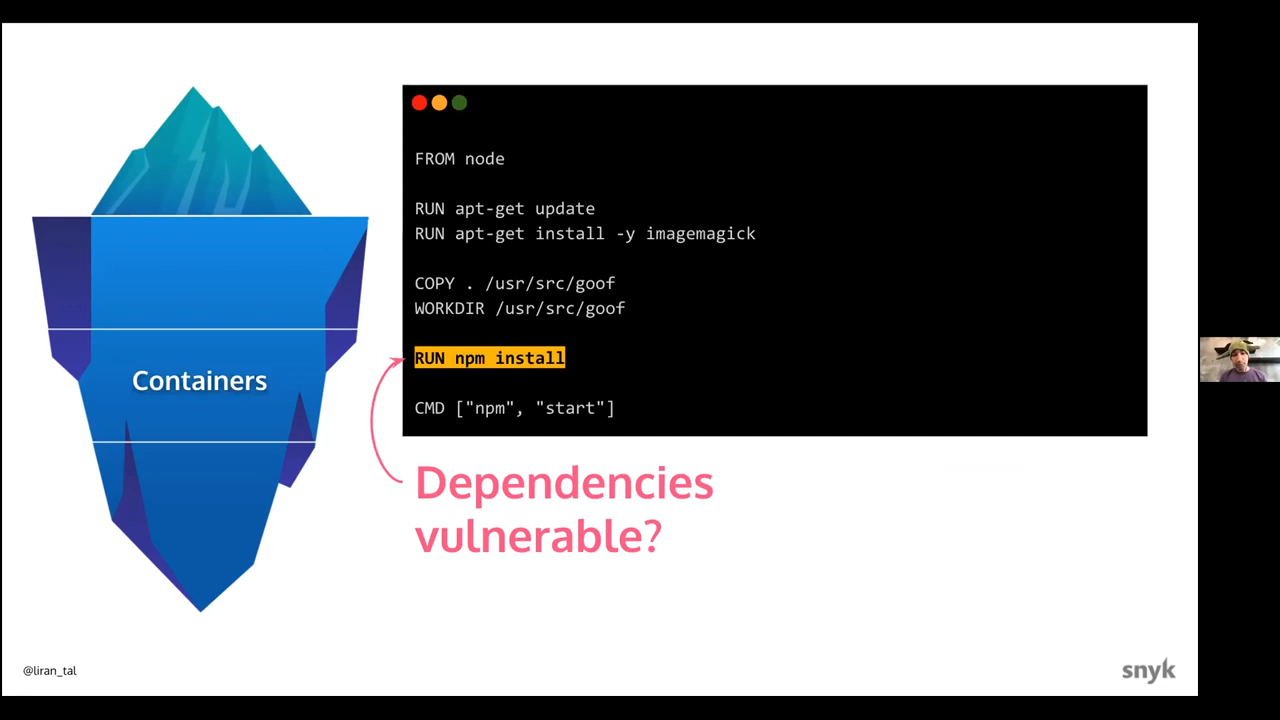 Containers
FROM node
RUN apt-get update
RUN apt-get install -y imagemagick
COPY . /usr/src/goof
WORKDIR /usr/src/goof
RUN npm install
CMD ["npm", "start"]
Dependencies
vulnerable?
@liran_tal
snyk